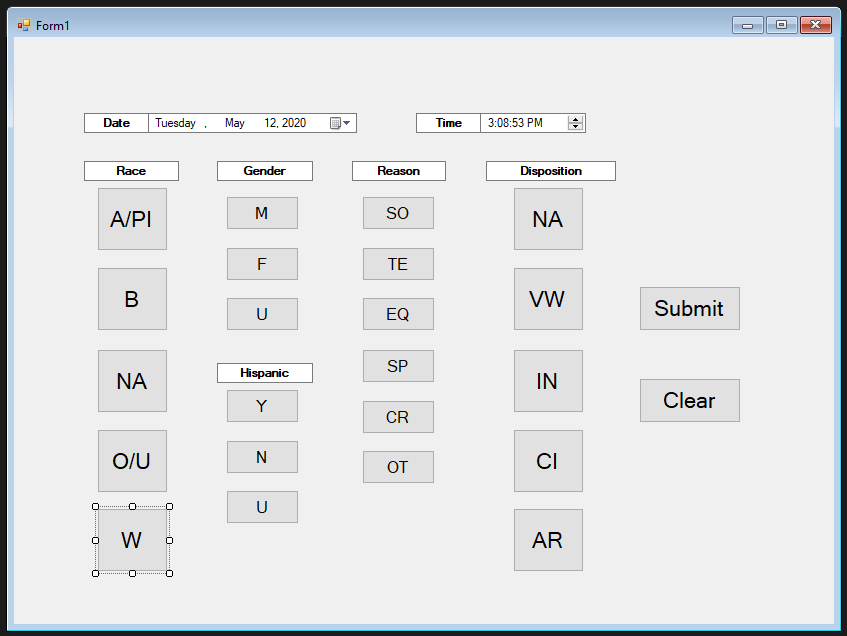 Form1
Date Tuesday , May 12, 2020 Time 3:08:53 PM
Race Gender Reason Disposition
A/PI M SO NA
F TE
B U EQ VW Submit
Hispanic SP
NA Y CR IN Clear
O/U N OT CI
U
W AR